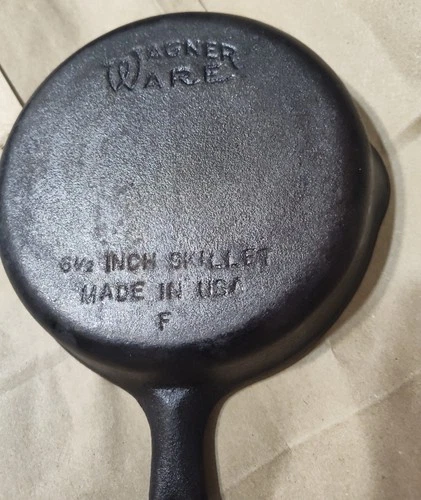 WAGNER
WARE
6½ INCH SKILLET
MADE IN USA
F